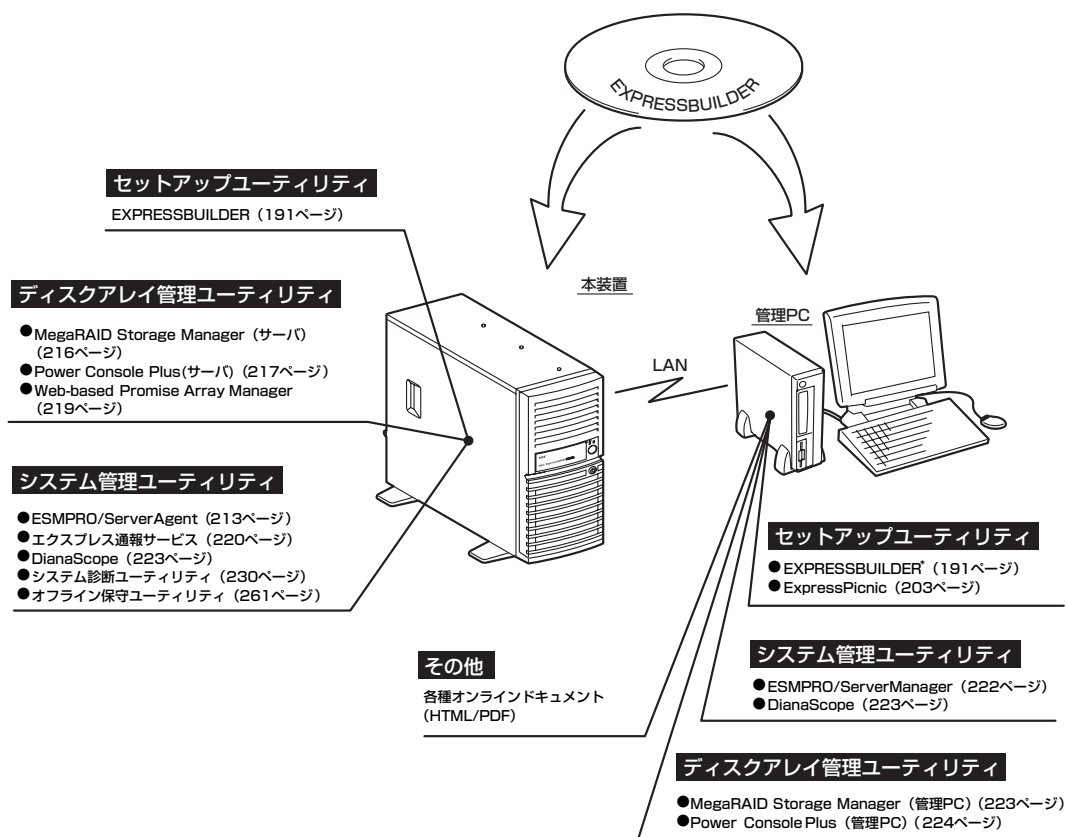 EXPRESSBUILDER
セットアップユーティリティ
EXPRESSBUILDER（191ページ）
ディスクアレイ管理ユーティリティ
●MegaRAID Storage Manager（サーバ）
（216ページ）
●Power Console Plus(サーバ)（217ページ）
●Web-based Promise Array Manager
（219ページ）
システム管理ユーティリティ
●ESMPRO/ServerAgent（213ページ）
●エクスプレス通報サービス（220ページ）
●DianaScope（223ページ）
●システム診断ユーティリティ（230ページ）
●オフライン保守ユーティリティ（261ページ）
本装置
LAN
管理PC
セットアップユーティリティ
●EXPRESSBUILDER*（191ページ）
●ExpressPicnic（203ページ）
システム管理ユーティリティ
●ESMPRO/ServerManager（222ページ）
●DianaScope（223ページ）
その他
各種オンラインドキュメント
（HTML/PDF）
ディスクアレイ管理ユーティリティ
●MegaRAID Storage Manager（管理PC）（223ページ）
●Power Console Plus（管理PC）（224ページ）